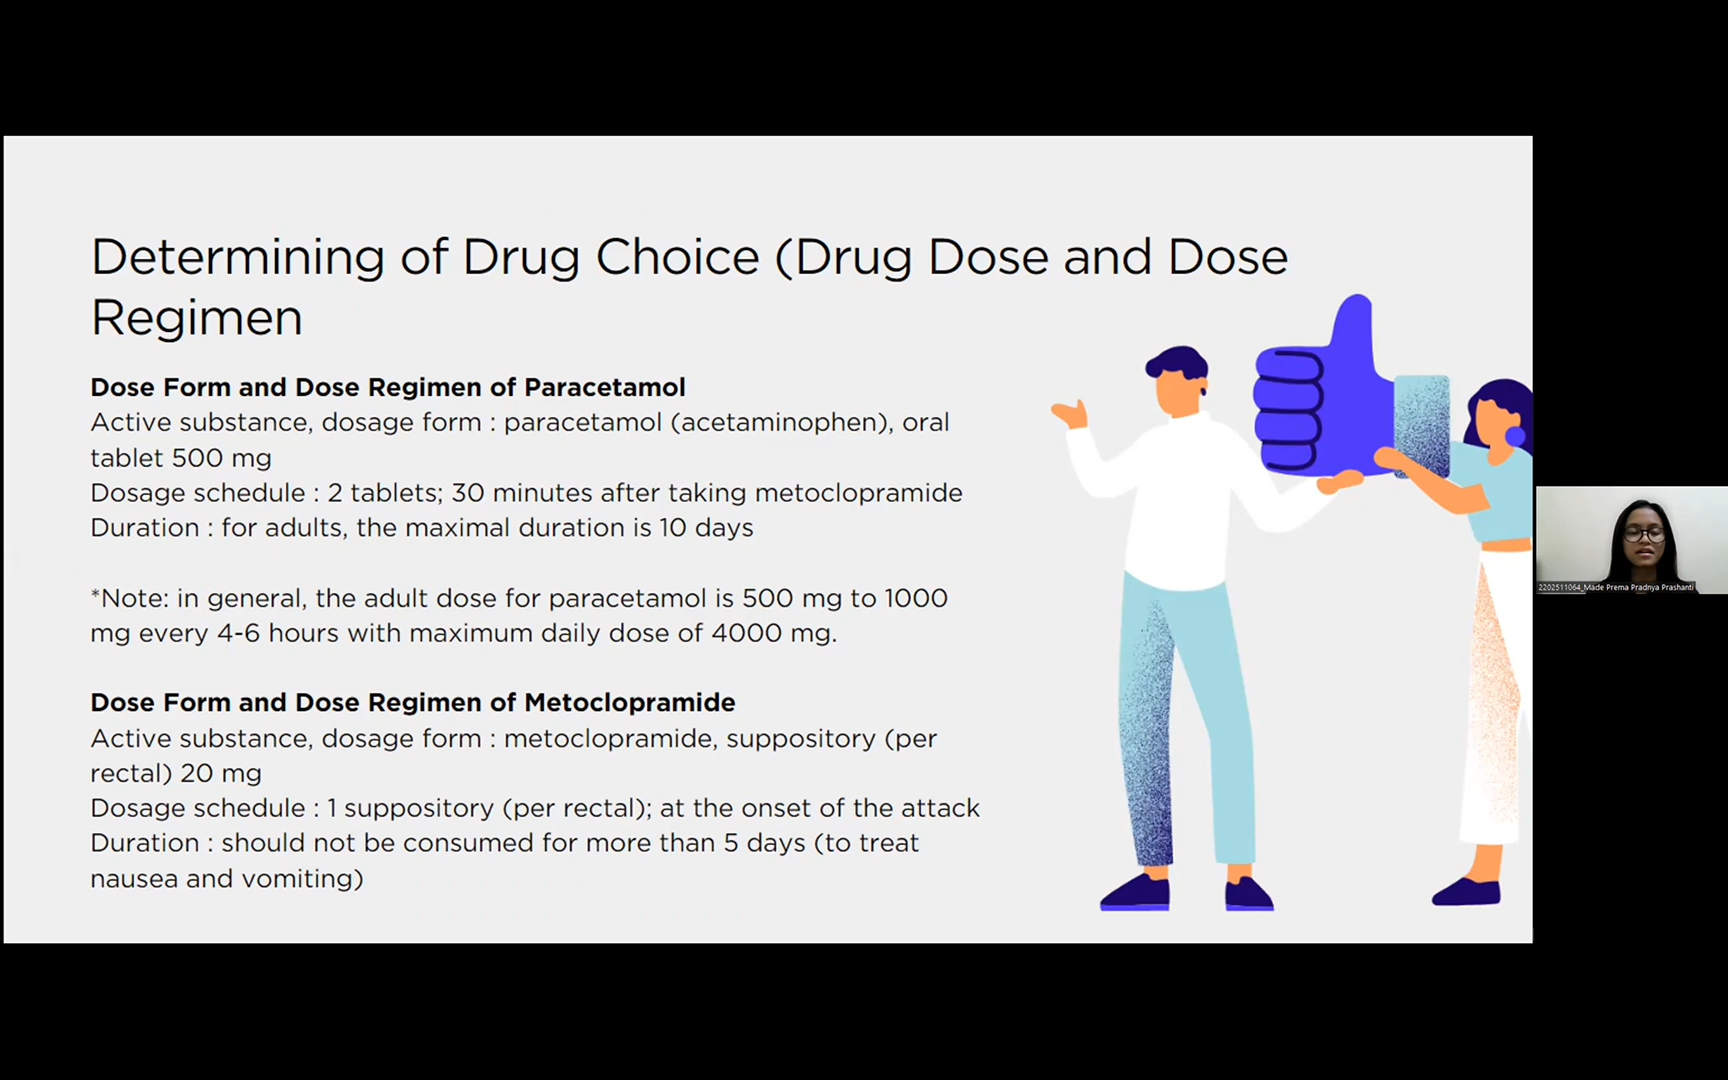 Determining of Drug Choice (Drug Dose and Dose
Regimen
Dose Form and Dose Regimen of Paracetamol
Active substance, dosage form : paracetamol (acetaminophen), oral
tablet 500 mg
Dosage schedule : 2 tablets; 30 minutes after taking metoclopramide
Duration : for adults, the maximal duration is 10 days
*Note: in general, the adult dose for paracetamol is 500 mg to 1000
mg every 4-6 hours with maximum daily dose of 4000 mg.
Dose Form and Dose Regimen of Metoclopramide
Active substance, dosage form : metoclopramide, suppository (per
rectal) 20 mg
Dosage schedule : 1 suppository (per rectal); at the onset of the attack
Duration : should not be consumed for more than 5 days (to treat
nausea and vomiting)
2202511064_Made Prema Pradnya Prashanti